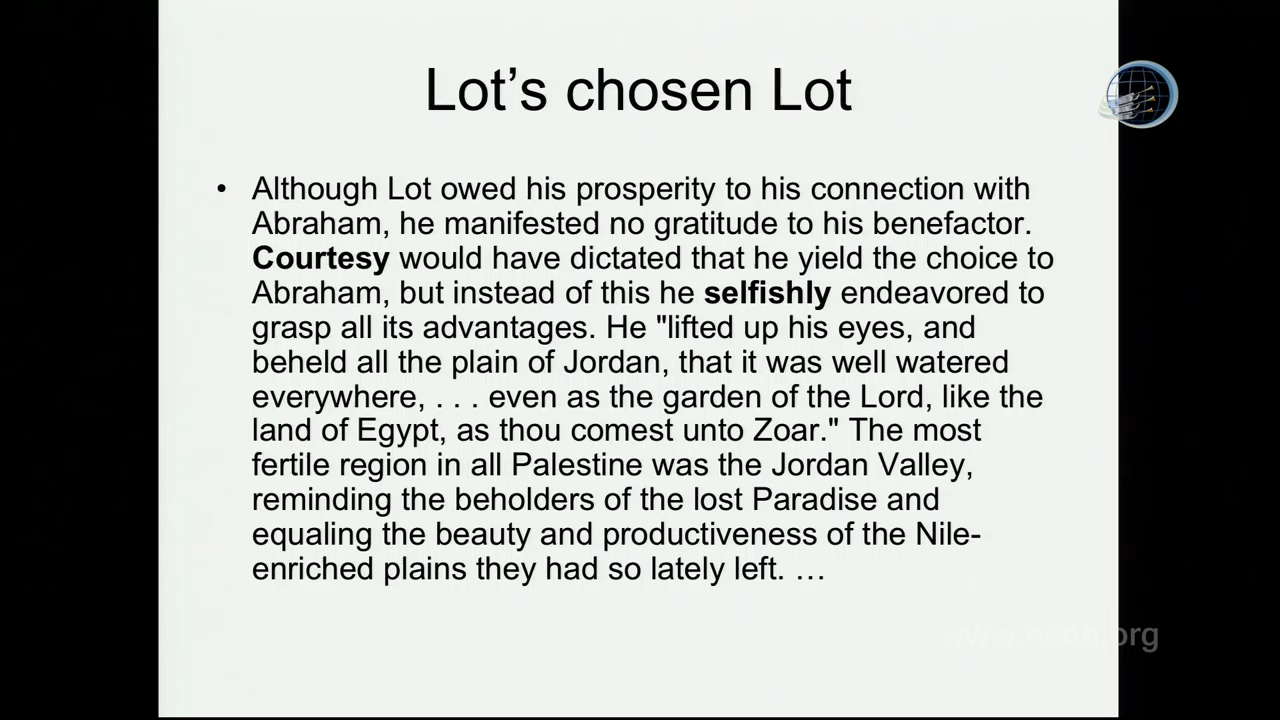 Lot’s chosen Lot
• Although Lot owed his prosperity to his connection with
Abraham, he manifested no gratitude to his benefactor.
Courtesy would have dictated that he yield the choice to
Abraham, but instead of this he selfishly endeavored to
grasp all its advantages. He "lifted up his eyes, and
beheld all the plain of Jordan, that it was well watered
everywhere, . . . even as the garden of the Lord, like the
land of Egypt, as thou comest unto Zoar." The most
fertile region in all Palestine was the Jordan Valley,
reminding the beholders of the lost Paradise and
equaling the beauty and productiveness of the Nile-
enriched plains they had so lately left. …